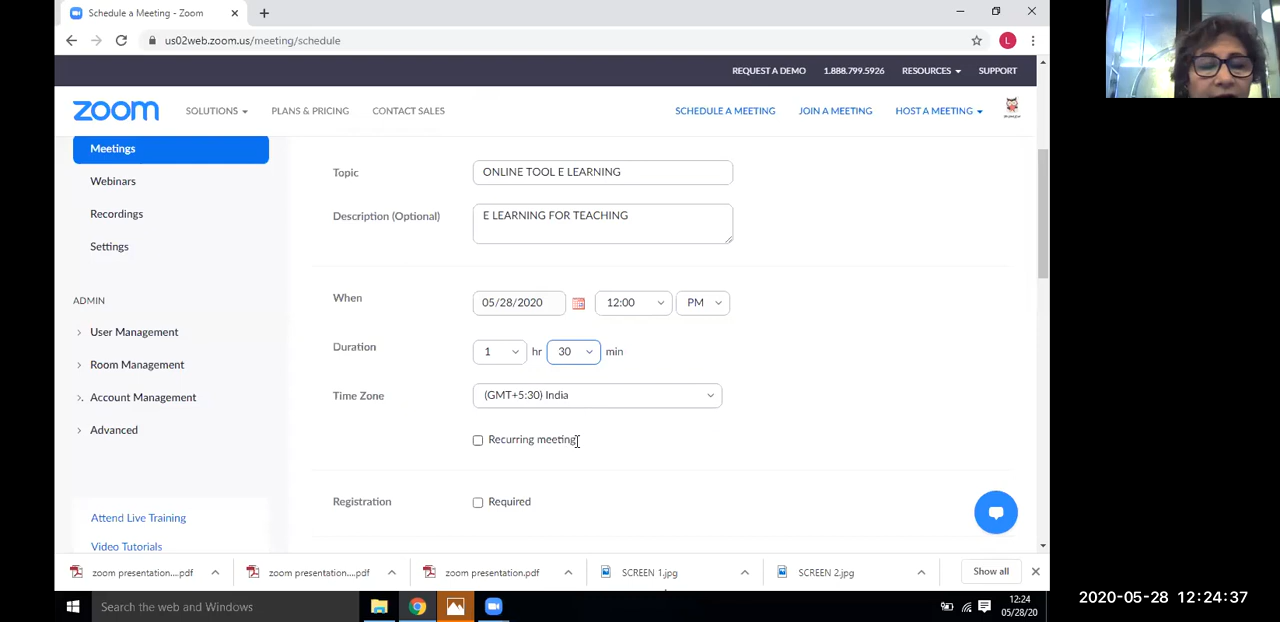 Schedule a Meeting - Zoom
us02web.zoom.us/meeting/schedule
L
REQUEST A DEMO 1.888.799.5926 RESOURCES SUPPORT
zoom SOLUTIONS PLANS & PRICING CONTACT SALES SCHEDULE A MEETING JOIN A MEETING HOST A MEETING
Meetings
Webinars
Recordings
Settings
ADMIN
User Management
Room Management
Account Management
Advanced
Attend Live Training
Video Tutorials
Topic ONLINE TOOL E LEARNING
Description (Optional) E LEARNING FOR TEACHING
When 05/28/2020 12:00 PM
Duration 1 hr 30 min
Time Zone (GMT+5:30) India
Recurring meeting
Registration Required
zoom presentation....pdf zoom presentation....pdf zoom presentation.pdf SCREEN 1.jpg SCREEN 2.jpg Show all
Search the web and Windows
12:24
05/28/20
2020-05-28 12:24:37